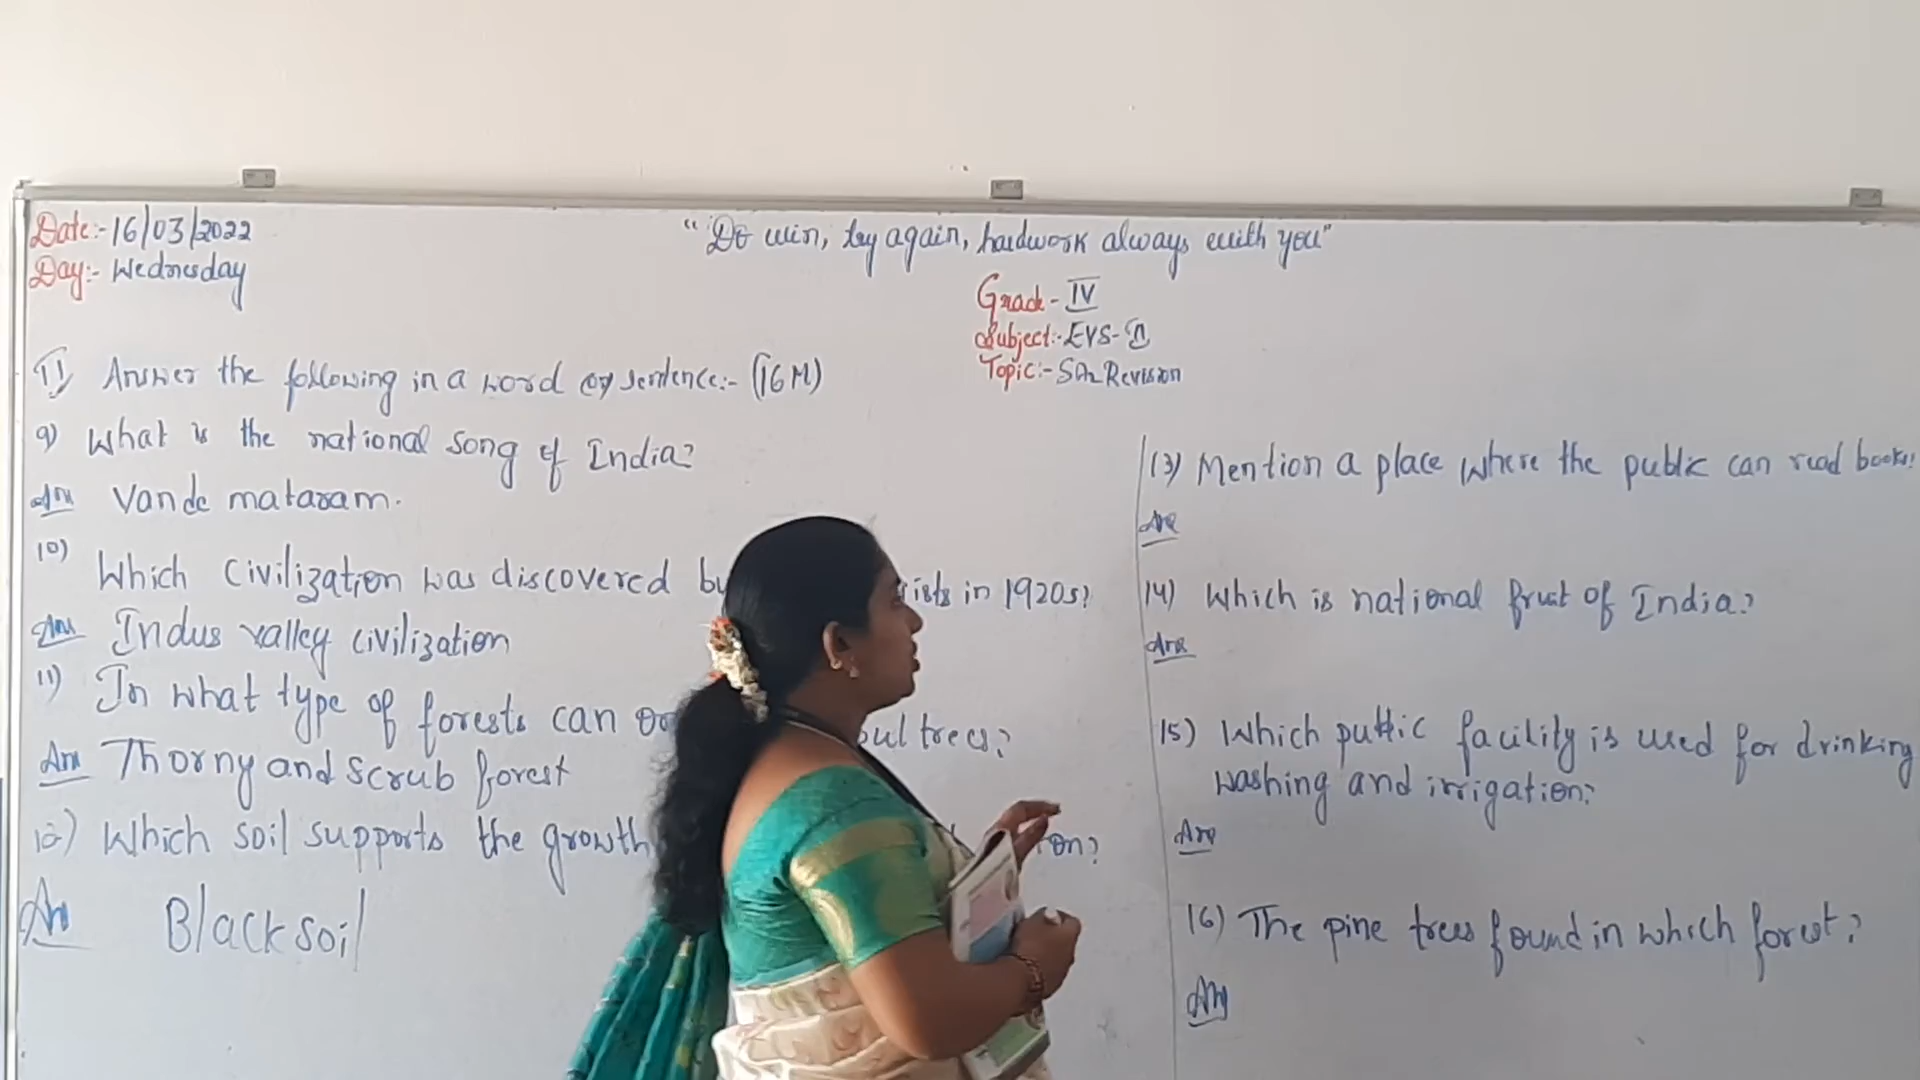 Date:- 16/03/2022
Day:- Wednesday
"Do win, try again, hardwork always with you"
Grade- IV
Subject:- EVS-II
Topic:- SA2 Revision
II) Answer the following in a word or sentence:- (16M)
9) What is the national song of India?
Ans Vande mataram.
10) Which civilization was discovered by in 1920s?
Ans Indus valley civilization
11) In what type of forests can trees?
Ans Thorny and scrub forest
12) Which soil supports the growth
Ans Black soil
13) Mention a place where the public can read books?
Ans
14) Which is national fruit of India?
Ans
15) Which public facility is used for drinking
washing and irrigation?
Ans
16) The pine trees found in which forest?
Ans